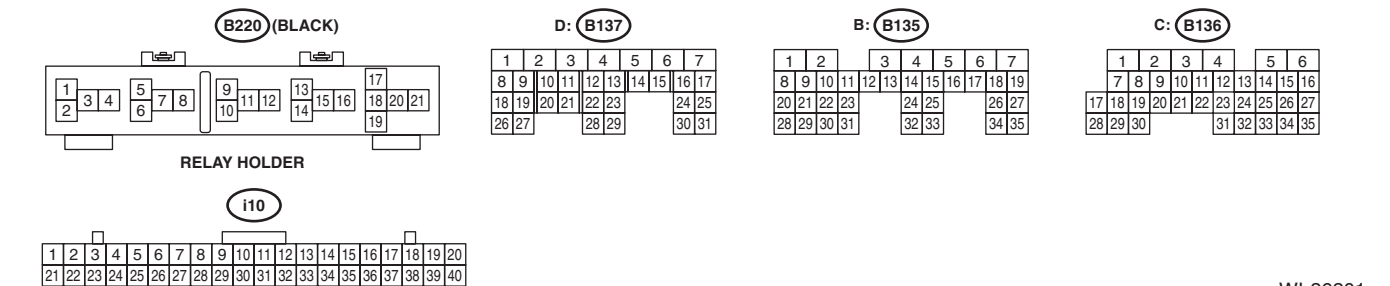 B220 (BLACK)
D: B137
B: B135
C: B136
17
1 5 9 13
3 4 7 8 11 12 15 16 18 20 21
2 6 10 14
19
RELAY HOLDER
1 2 3 4 5 6 7
8 9 10 11 12 13 14 15 16 17
18 19 20 21 22 23 24 25
26 27 28 29 30 31
1 2 3 4 5 6 7
8 9 10 11 12 13 14 15 16 17 18 19
20 21 22 23 24 25 26 27
28 29 30 31 32 33 34 35
1 2 3 4 5 6
7 8 9 10 11 12 13 14 15 16
17 18 19 20 21 22 23 24 25 26 27
28 29 30 31 32 33 34 35
i10
1 2 3 4 5 6 7 8 9 10 11 12 13 14 15 16 17 18 19 20
21 22 23 24 25 26 27 28 29 30 31 32 33 34 35 36 37 38 39 40